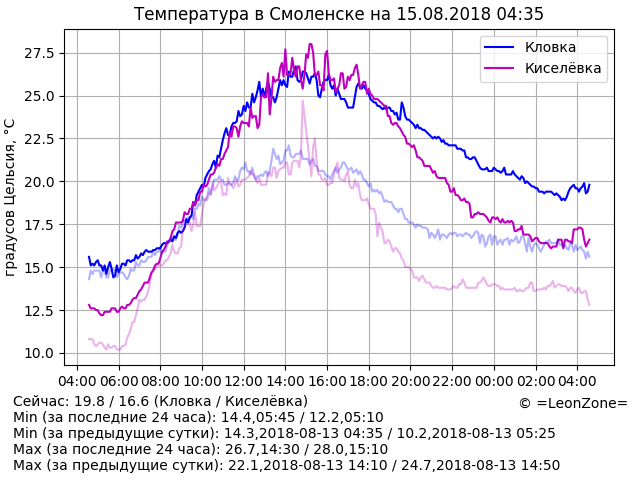 Температура в Смоленске на 15.08.2018 04:35
Кловка
Киселёвка
градусов Цельсия, °C
27.5
25.0
22.5
20.0
17.5
15.0
12.5
10.0
04:00 06:00 08:00 10:00 12:00 14:00 16:00 18:00 20:00 22:00 00:00 02:00 04:00
Сейчас: 19.8 / 16.6 (Кловка / Киселёвка)
© =LeonZone=
Min (за последние 24 часа): 14.4,05:45 / 12.2,05:10
Min (за предыдущие сутки): 14.3,2018-08-13 04:35 / 10.2,2018-08-13 05:25
Max (за последние 24 часа): 26.7,14:30 / 28.0,15:10
Max (за предыдущие сутки): 22.1,2018-08-13 14:10 / 24.7,2018-08-13 14:50